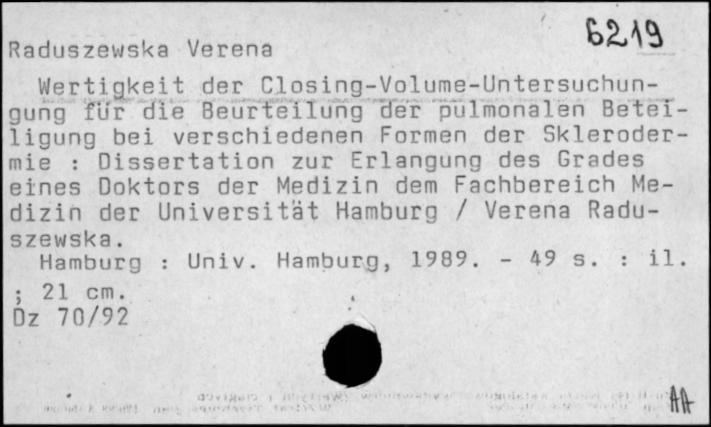 6219
Raduszewska Verena
Wertigkeit der Closing-Volume-Untersuchun-
gung für die Beurteilung der pulmonalen Betei-
ligung bei verschiedenen Formen der Skleroder-
mie : Dissertation zur Erlangung des Grades
eines Doktors der Medizin dem Fachbereich Me-
dizin der Universität Hamburg / Verena Radu-
szewska.
Hamburg : Univ. Hamburg, 1989. - 49 s. : il.
; 21 cm.
Dz 70/92
AA